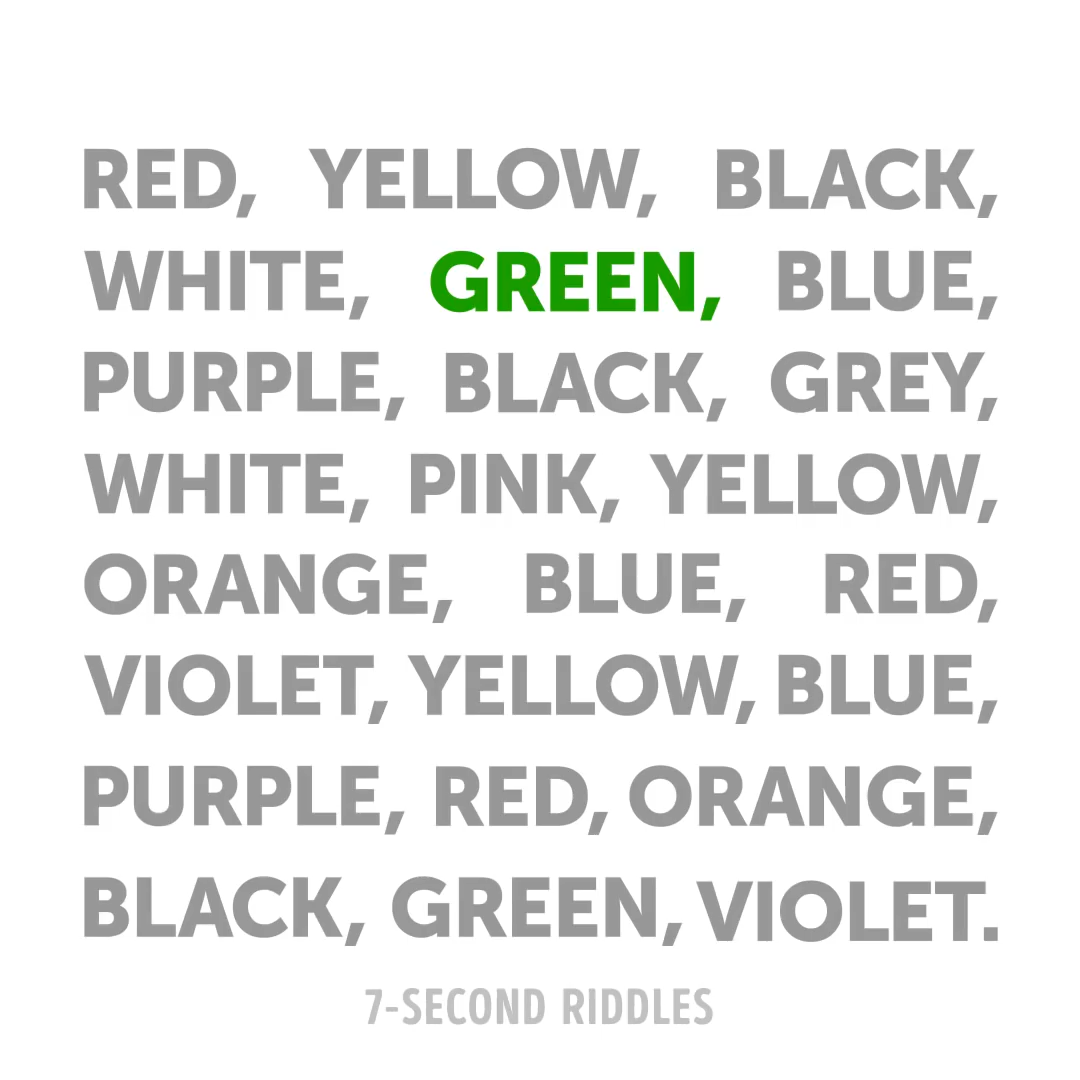 RED, YELLOW, BLACK,
WHITE, GREEN, BLUE,
PURPLE, BLACK, GREY,
WHITE, PINK, YELLOW,
ORANGE, BLUE, RED,
VIOLET, YELLOW, BLUE,
PURPLE, RED, ORANGE,
BLACK, GREEN, VIOLET.
7-SECOND RIDDLES